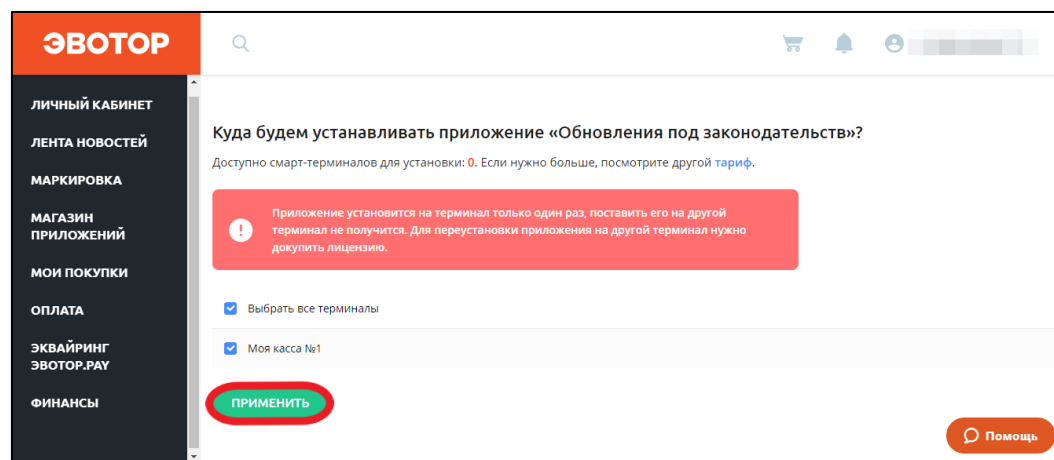 ЭВОТОР
ЛИЧНЫЙ КАБИНЕТ
ЛЕНТА НОВОСТЕЙ
МАРКИРОВКА
МАГАЗИН
ПРИЛОЖЕНИЙ
МОИ ПОКУПКИ
ОПЛАТА
ЭКВАЙРИНГ
ЭВОТОР.PAY
ФИНАНСЫ
Куда будем устанавливать приложение «Обновления под законодательств»?
Доступно смарт-терминалов для установки: 0. Если нужно больше, посмотрите другой тариф.
Приложение установится на терминал только один раз, поставить его на другой
терминал не получится. Для переустановки приложения на другой терминал нужно
докупить лицензию.
Выбрать все терминалы
Моя касса №1
ПРИМЕНИТЬ
Помощь